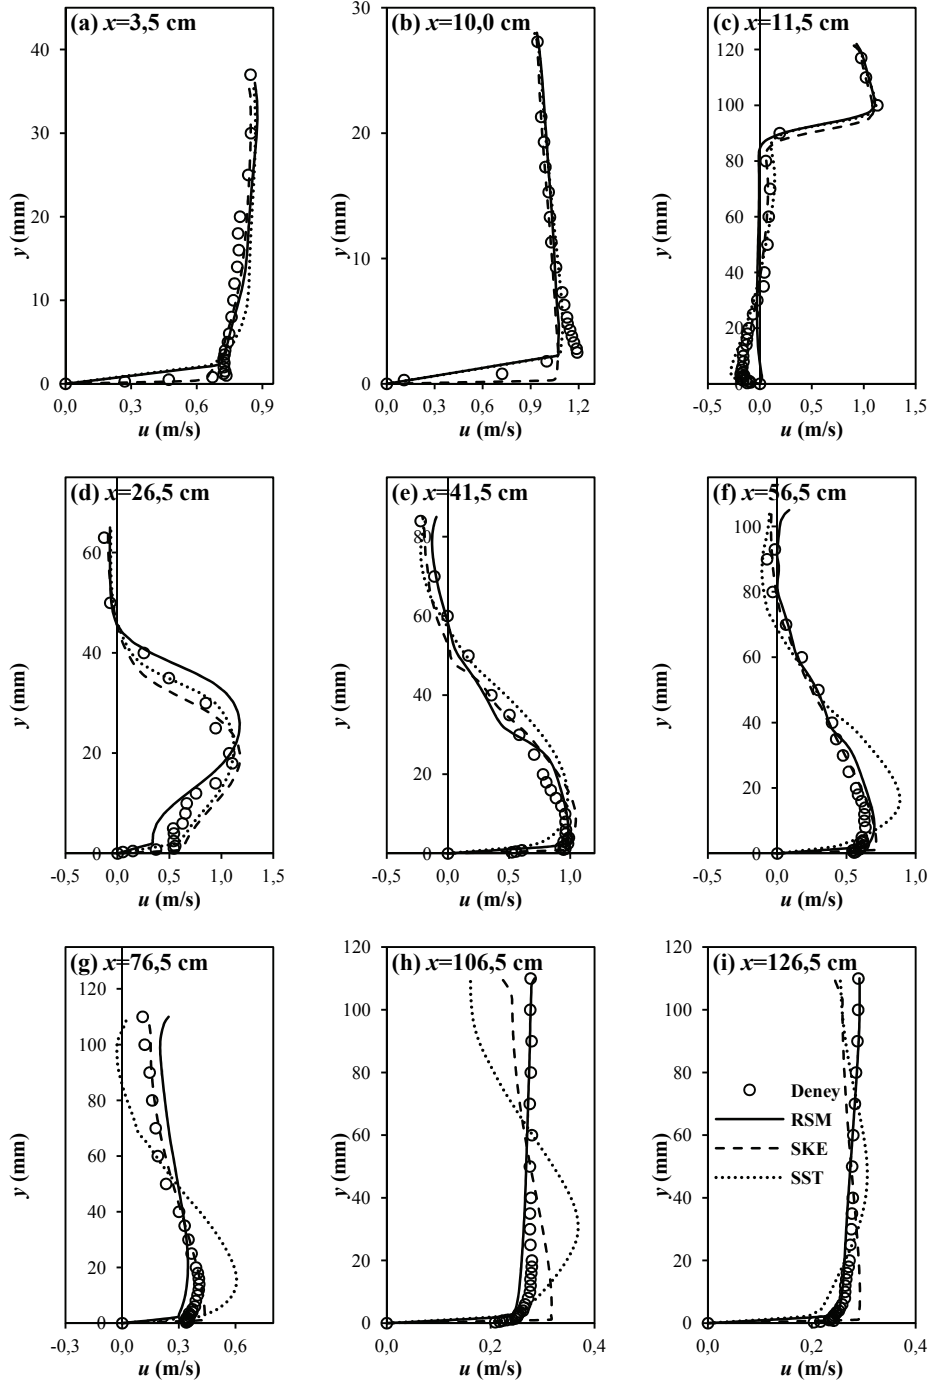 (a) x=3,5 cm
40
30
20
10
0
y (mm)
0,0 0,3 0,6 0,9
u (m/s)
(b) x=10,0 cm
30
20
10
0
y (mm)
0,0 0,3 0,6 0,9 1,2
u (m/s)
(c) x=11,5 cm
120
100
80
60
40
20
0
y (mm)
-0,5 0,0 0,5 1,0 1,5
u (m/s)
(d) x=26,5 cm
60
40
20
0
y (mm)
-0,5 0,0 0,5 1,0 1,5
u (m/s)
(e) x=41,5 cm
80
60
40
20
0
y (mm)
-0,5 0,0 0,5 1,0
u (m/s)
(f) x=56,5 cm
100
80
60
40
20
0
y (mm)
-0,5 0,0 0,5 1,0
u (m/s)
(g) x=76,5 cm
120
100
80
60
40
20
0
y (mm)
-0,3 0,0 0,3 0,6
u (m/s)
(h) x=106,5 cm
120
100
80
60
40
20
0
y (mm)
0,0 0,2 0,4
u (m/s)
(i) x=126,5 cm
120
100
80
60
40
20
0
y (mm)
0,0 0,2 0,4
u (m/s)
Deney
RSM
SKE
SST